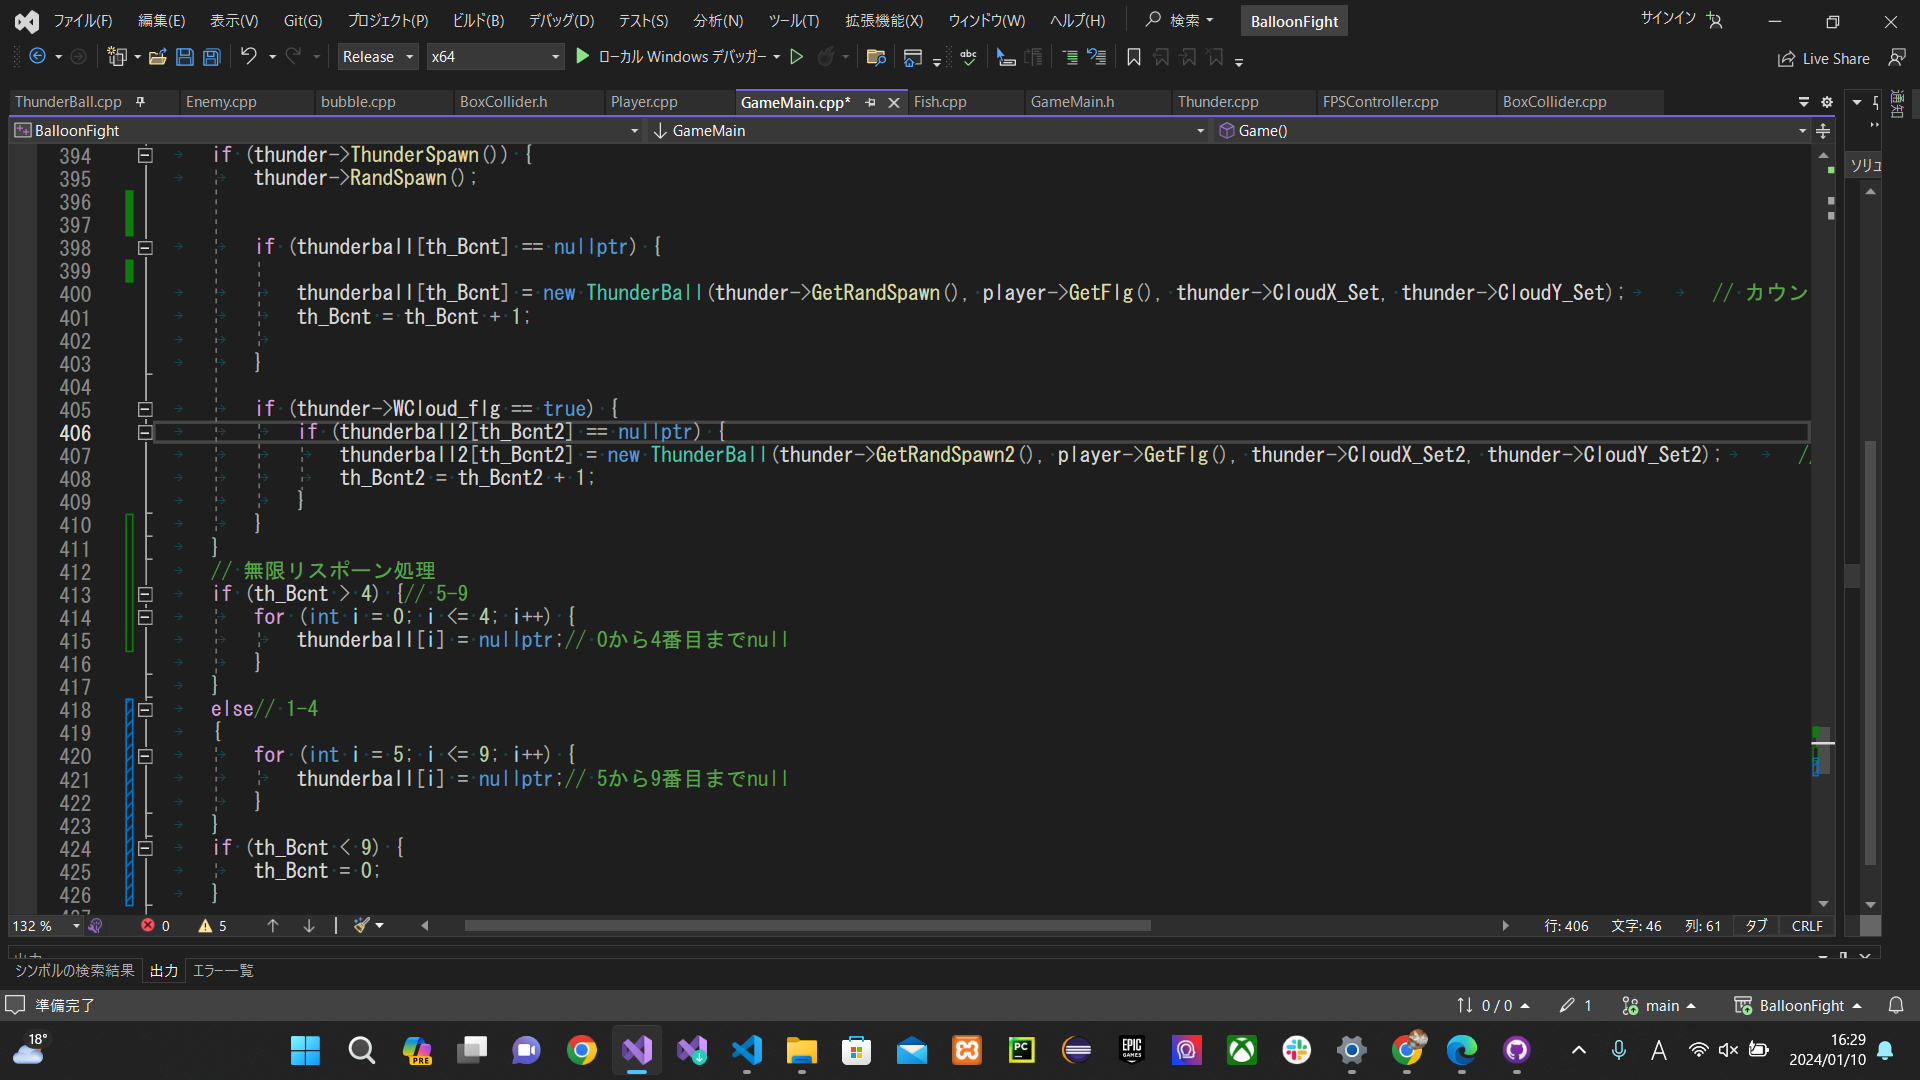 ファイル(F) 編集(E) 表示(V) Git(G) プロジェクト(P) ビルド(B) デバッグ(D) テスト(S) 分析(N) ツール(T) 拡張機能(X) ウィンドウ(W) ヘルプ(H) 検索 BalloonFight サインイン
Release x64 ローカル Windows デバッガー abc Live Share
ThunderBall.cpp Enemy.cpp bubble.cpp BoxCollider.h Player.cpp GameMain.cpp* Fish.cpp GameMain.h Thunder.cpp FPSController.cpp BoxCollider.cpp 通知
BalloonFight GameMain Game()
ソリュ
394 if (thunder->ThunderSpawn()) {
395 thunder->RandSpawn();
396
397
398 if (thunderball[th_Bcnt] == nullptr) {
399
400 thunderball[th_Bcnt] = new ThunderBall(thunder->GetRandSpawn(), player->GetFlg(), thunder->CloudX_Set, thunder->CloudY_Set); // カウン
401 th_Bcnt = th_Bcnt + 1;
402
403 }
404
405 if (thunder->WCloud_flg == true) {
406 if (thunderball2[th_Bcnt2] == nullptr) {
407 thunderball2[th_Bcnt2] = new ThunderBall(thunder->GetRandSpawn2(), player->GetFlg(), thunder->CloudX_Set2, thunder->CloudY_Set2); /
408 th_Bcnt2 = th_Bcnt2 + 1;
409 }
410 }
411 }
412 // 無限リスポーン処理
413 if (th_Bcnt > 4) {// 5-9
414 for (int i = 0; i <= 4; i++) {
415 thunderball[i] = nullptr;// 0から4番目までnull
416 }
417 }
418 else// 1-4
419 {
420 for (int i = 5; i <= 9; i++) {
421 thunderball[i] = nullptr;// 5から9番目までnull
422 }
423 }
424 if (th_Bcnt < 9) {
425 th_Bcnt = 0;
426 }
132 % 0 5 行: 406 文字: 46 列: 61 タブ CRLF
シンボルの検索結果 出力 エラー一覧
準備完了 0 / 0 1 main BalloonFight
18° PRE PC EPIC GAMES A 16:29
2024/01/10